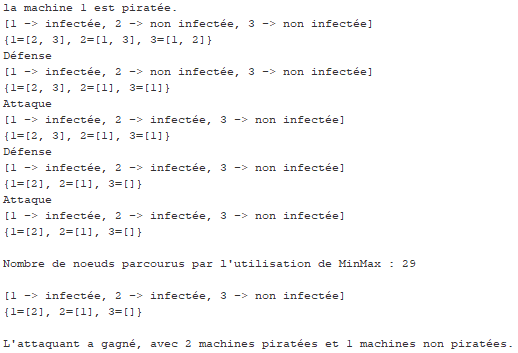 la machine 1 est piratée.
[1 -> infectée, 2 -> non infectée, 3 -> non infectée]
{1=[2, 3], 2=[1, 3], 3=[1, 2]}
Défense
[1 -> infectée, 2 -> non infectée, 3 -> non infectée]
{1=[2, 3], 2=[1], 3=[1]}
Attaque
[1 -> infectée, 2 -> infectée, 3 -> non infectée]
{1=[2, 3], 2=[1], 3=[1]}
Défense
[1 -> infectée, 2 -> infectée, 3 -> non infectée]
{1=[2], 2=[1], 3=[]}
Attaque
[1 -> infectée, 2 -> infectée, 3 -> non infectée]
{1=[2], 2=[1], 3=[]}
Nombre de noeuds parcourus par l'utilisation de MinMax : 29
[1 -> infectée, 2 -> infectée, 3 -> non infectée]
{1=[2], 2=[1], 3=[]}
L'attaquant a gagné, avec 2 machines piratées et 1 machines non piratées.